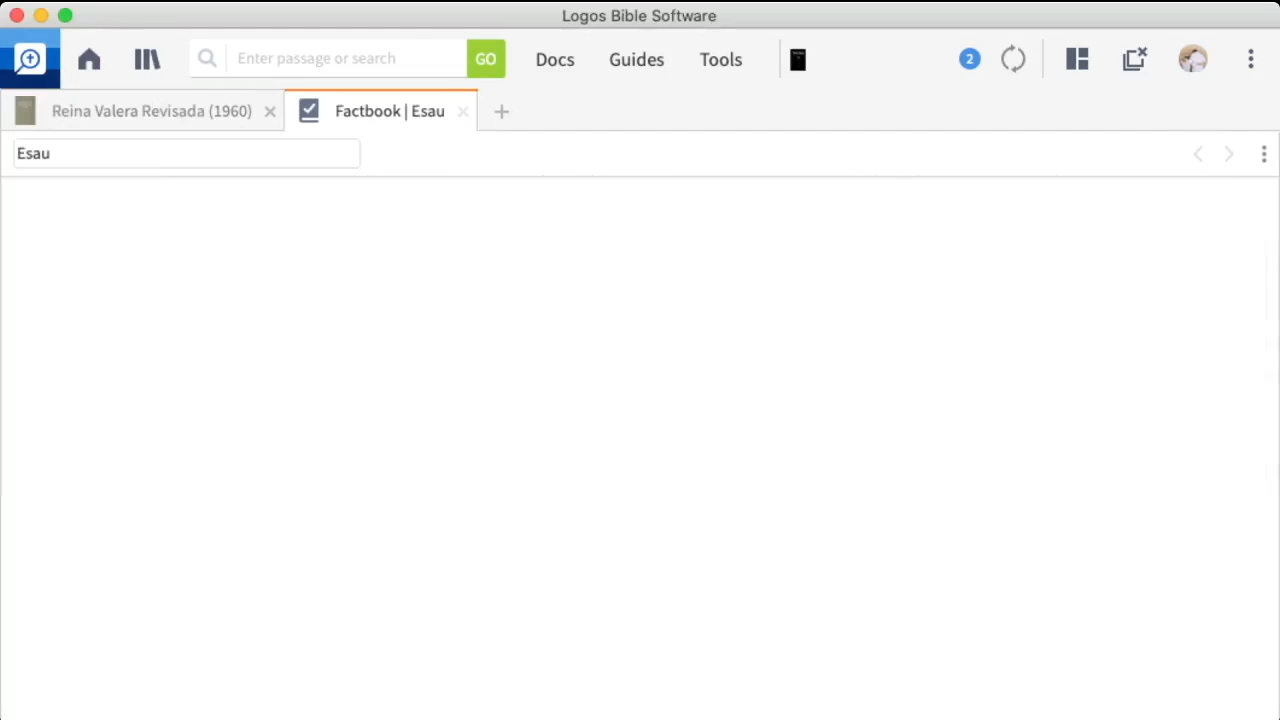 Logos Bible Software
Enter passage or search GO Docs Guides Tools 2
Reina Valera Revisada (1960) Factbook | Esau
Esau